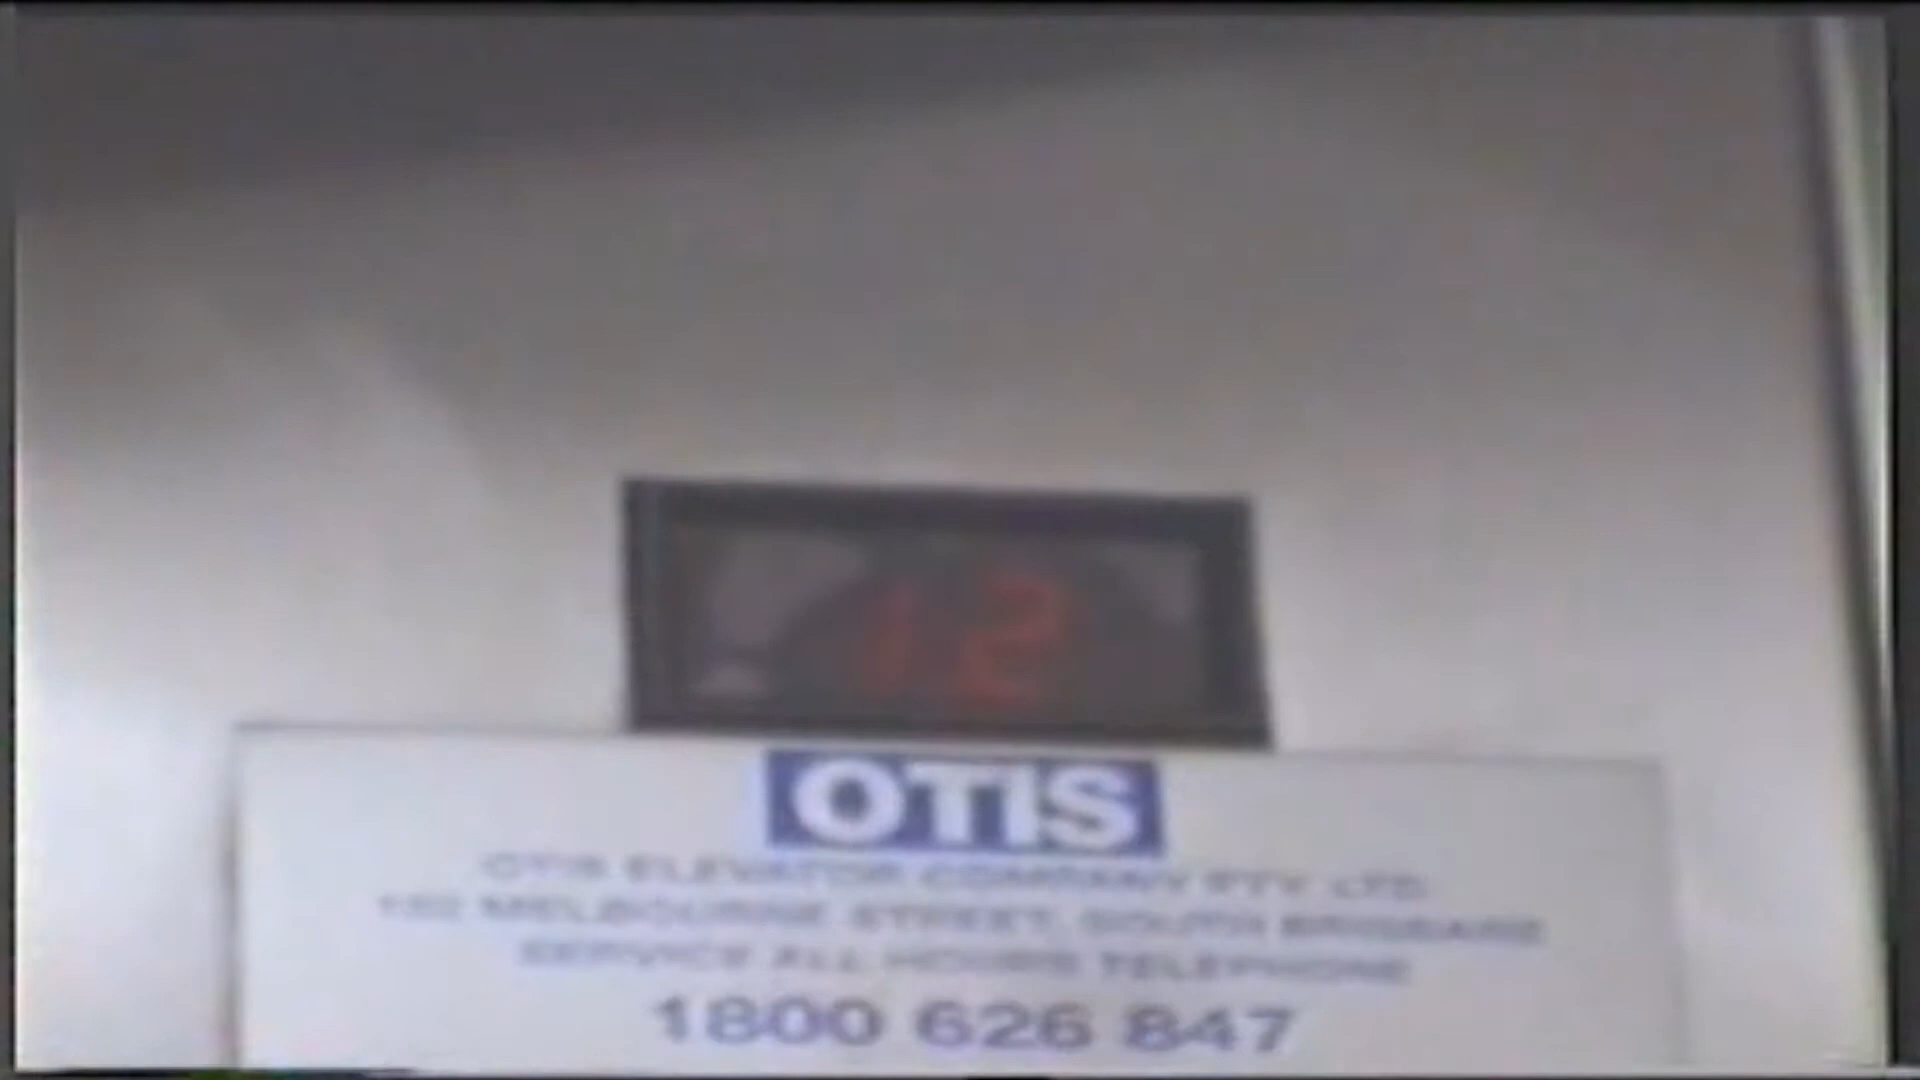 12
OTIS
OTIS ELEVATOR COMPANY PTY. LTD.
MELBOURNE STREET, SOUTH BRISBANE
SERVICE ALL HOURS TELEPHONE
1800 626 847